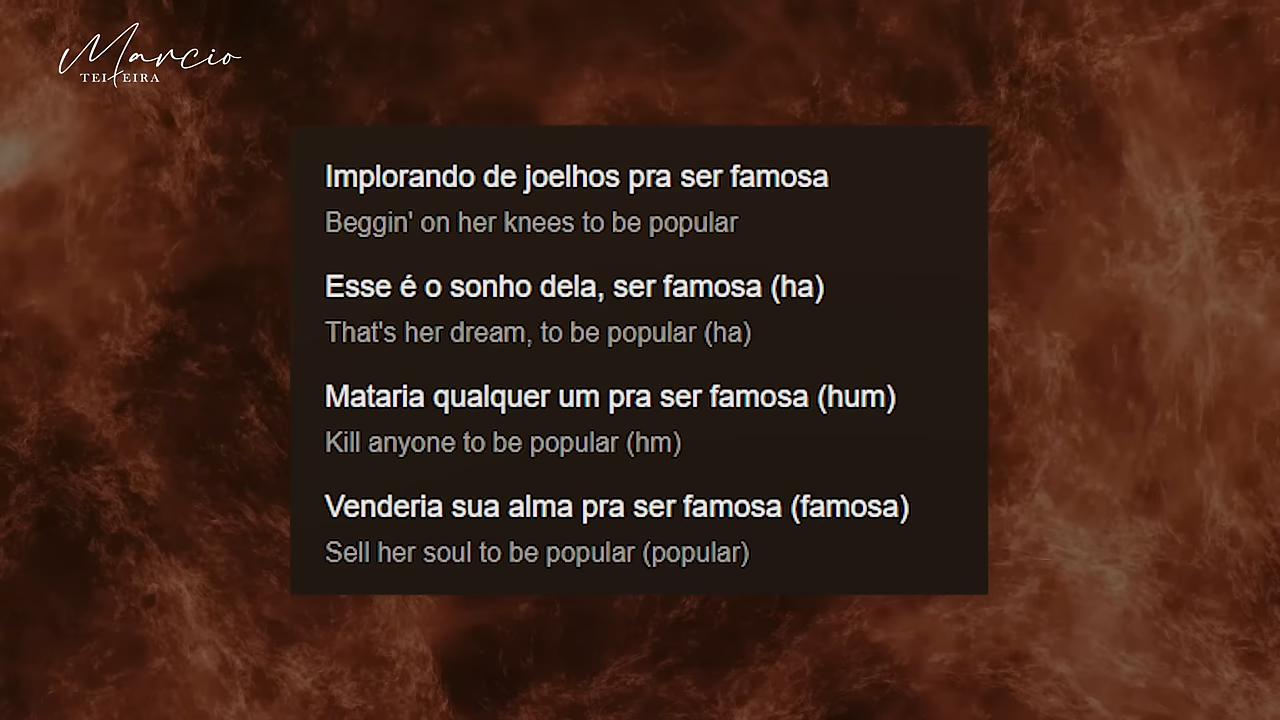 Marcio
TEIXEIRA
Implorando de joelhos pra ser famosa
Beggin' on her knees to be popular
Esse é o sonho dela, ser famosa (ha)
That's her dream, to be popular (ha)
Mataria qualquer um pra ser famosa (hum)
Kill anyone to be popular (hm)
Venderia sua alma pra ser famosa (famosa)
Sell her soul to be popular (popular)